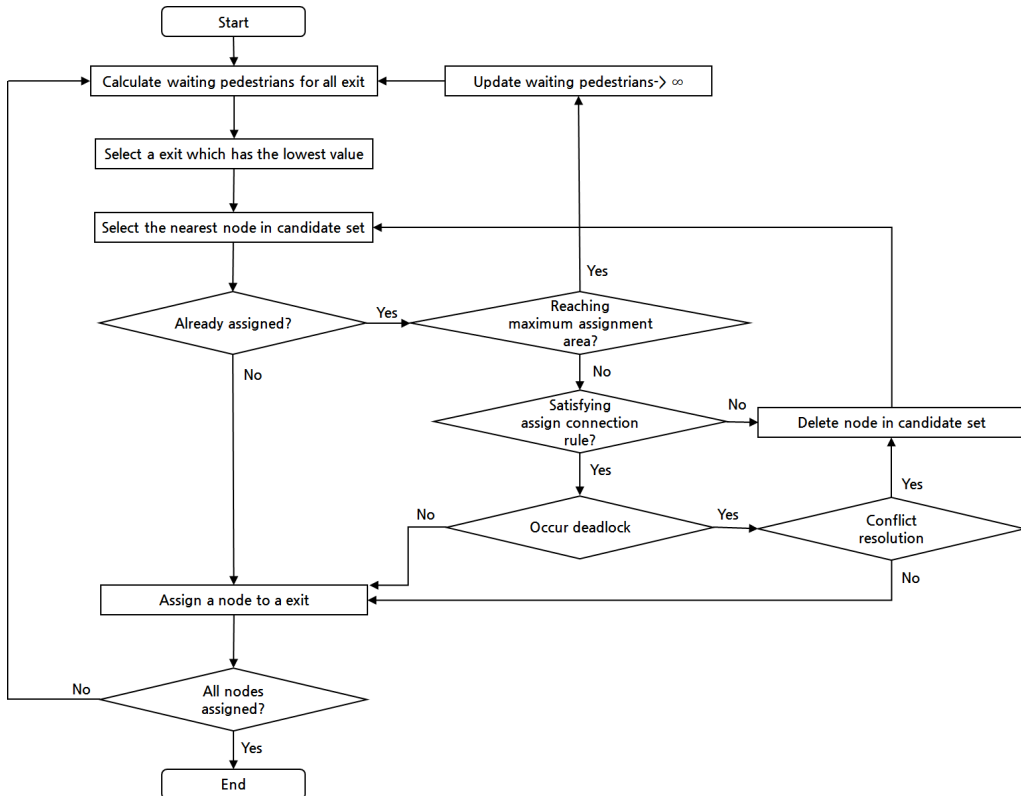 Start
Calculate waiting pedestrians for all exit
Update waiting pedestrians-> ∞
Select a exit which has the lowest value
Select the nearest node in candidate set
Yes
Already assigned?
Yes
Reaching
maximum assignment
area?
No
No
Satisfying
assign connection
rule?
No
Delete node in candidate set
Yes
Yes
No
Occur deadlock
Yes
Conflict
resolution
No
Assign a node to a exit
No
All nodes
assigned?
Yes
End